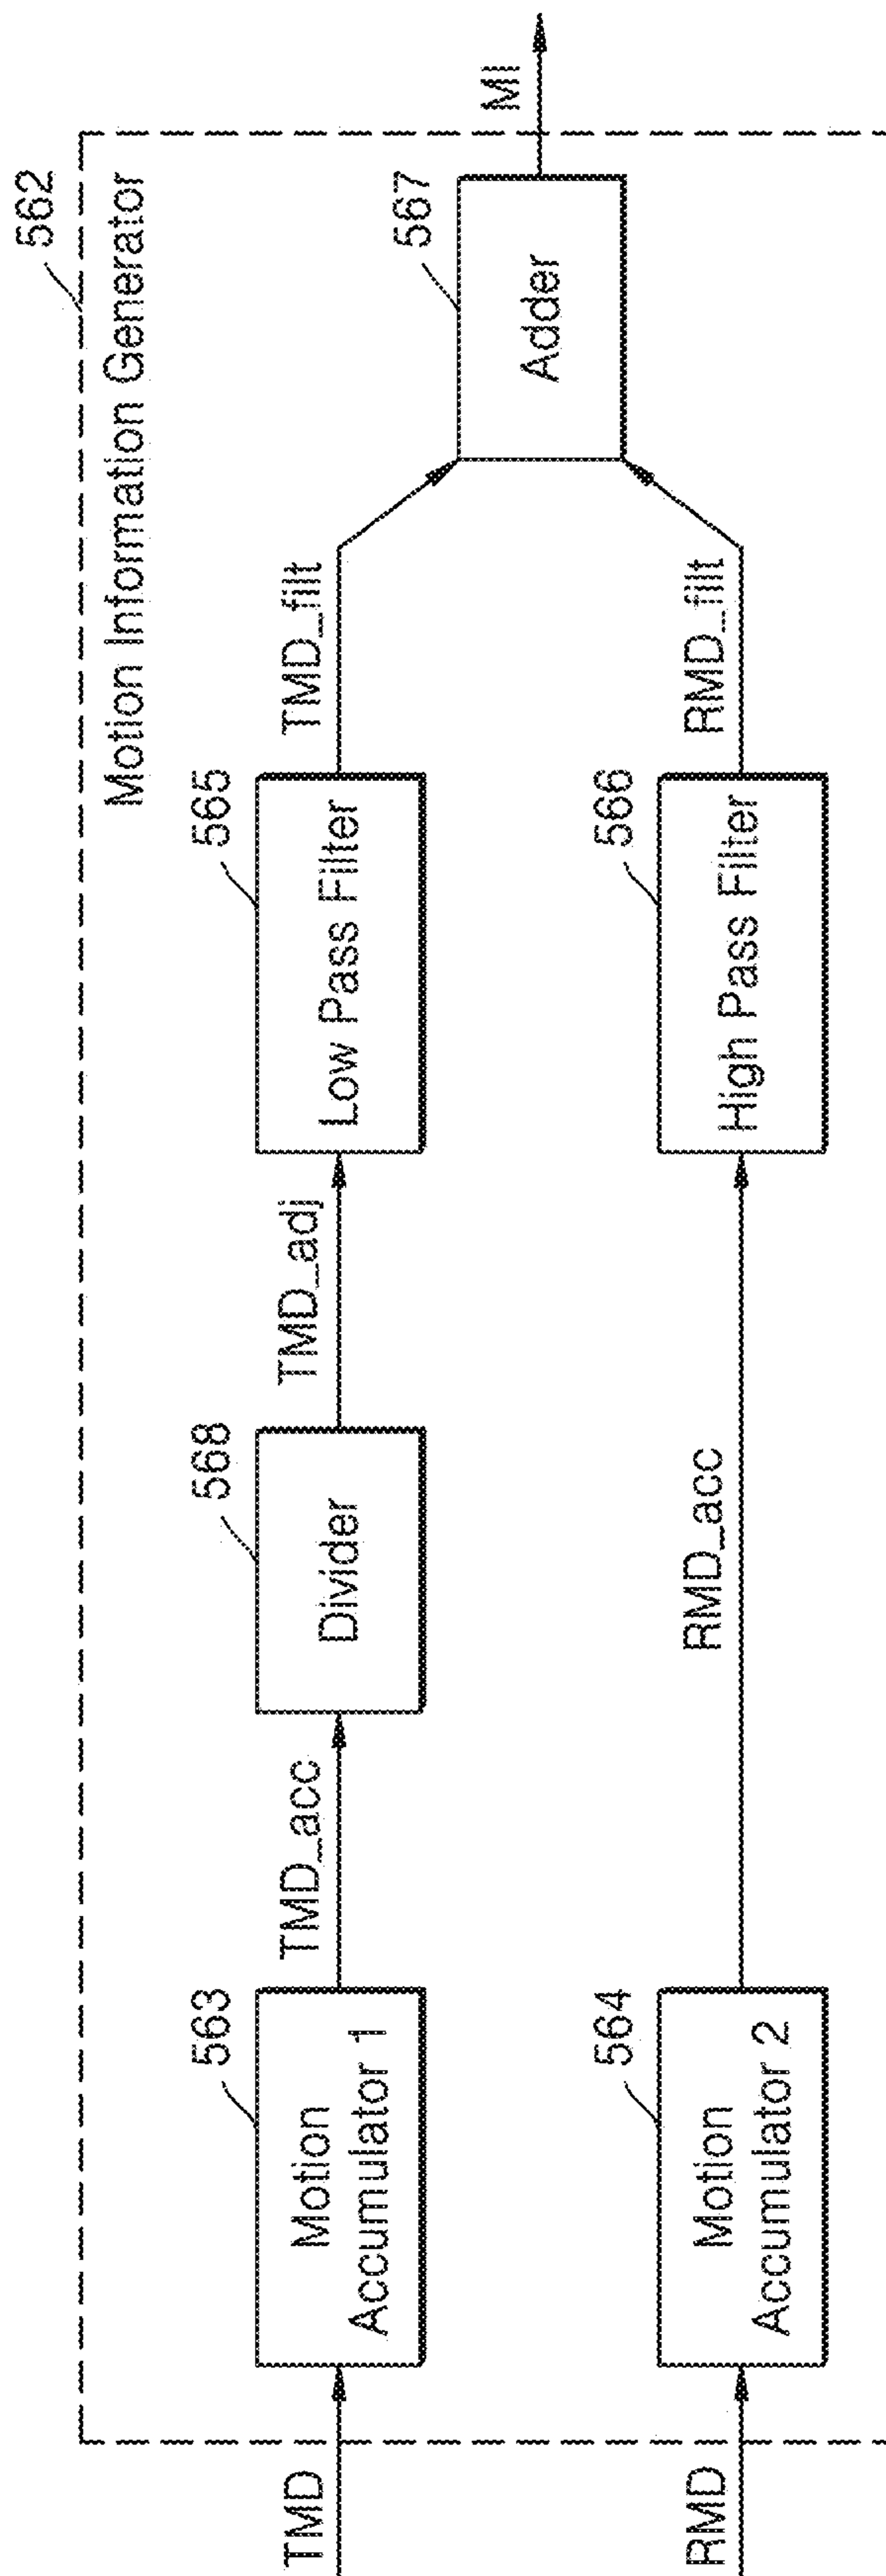 562
Motion Information Generator
TMD
563
Motion
Accumulator 1
TMD_acc
568
Divider
TMD_adj
565
Low Pass Filter
TMD_filt
567
Adder
MI
RMD
564
Motion
Accumulator 2
RMD_acc
566
High Pass Filter
RMD_filt